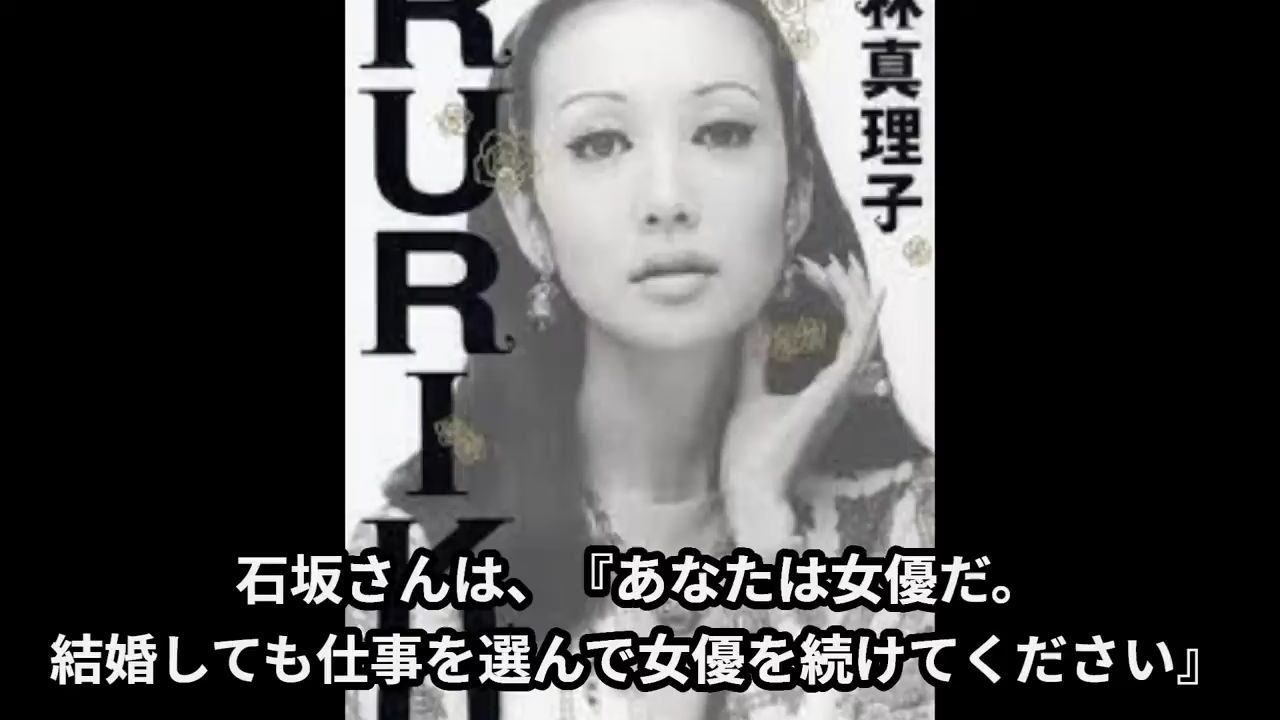 RURIK
林真理子
石坂さんは、『あなたは女優だ。
結婚しても仕事を選んで女優を続けてください』